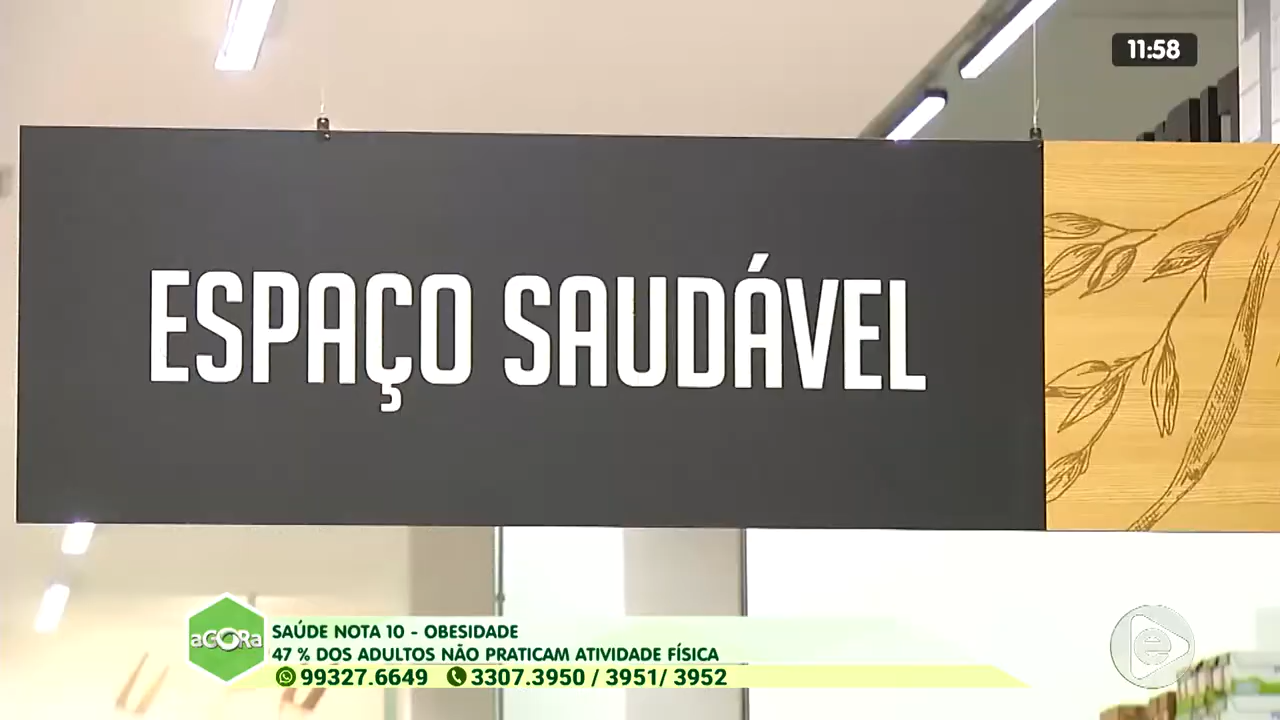 11:58
ESPAÇO SAUDÁVEL
aGORa
SAÚDE NOTA 10 - OBESIDADE
47 % DOS ADULTOS NÃO PRATICAM ATIVIDADE FÍSICA
99327.6649 3307.3950 / 3951/ 3952